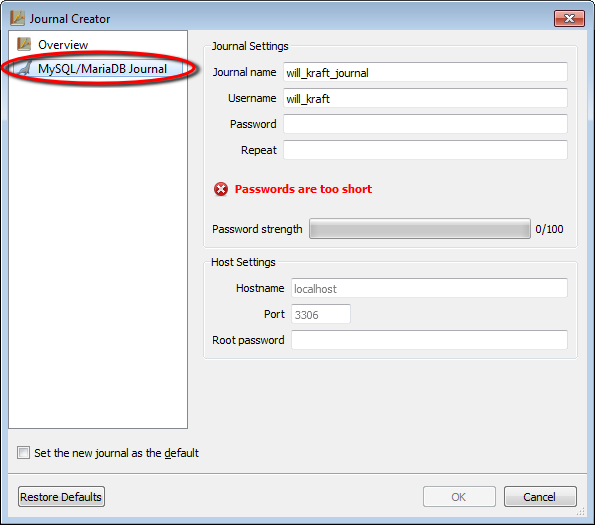 Journal Creator
Overview
MySQL/MariaDB Journal
Journal Settings
Journal name will_kraft_journal
Username will_kraft
Password
Repeat
Passwords are too short
Password strength 0/100
Host Settings
Hostname localhost
Port 3306
Root password
Set the new journal as the default
Restore Defaults OK Cancel